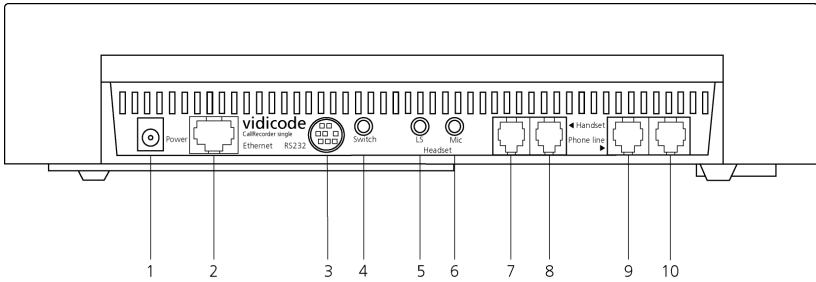 vidicode
CallRecorder single
Power
Ethernet RS232
Switch
LS
Mic
Headset
◀ Handset
Phone line
▶
1 2 3 4 5 6 7 8 9 10